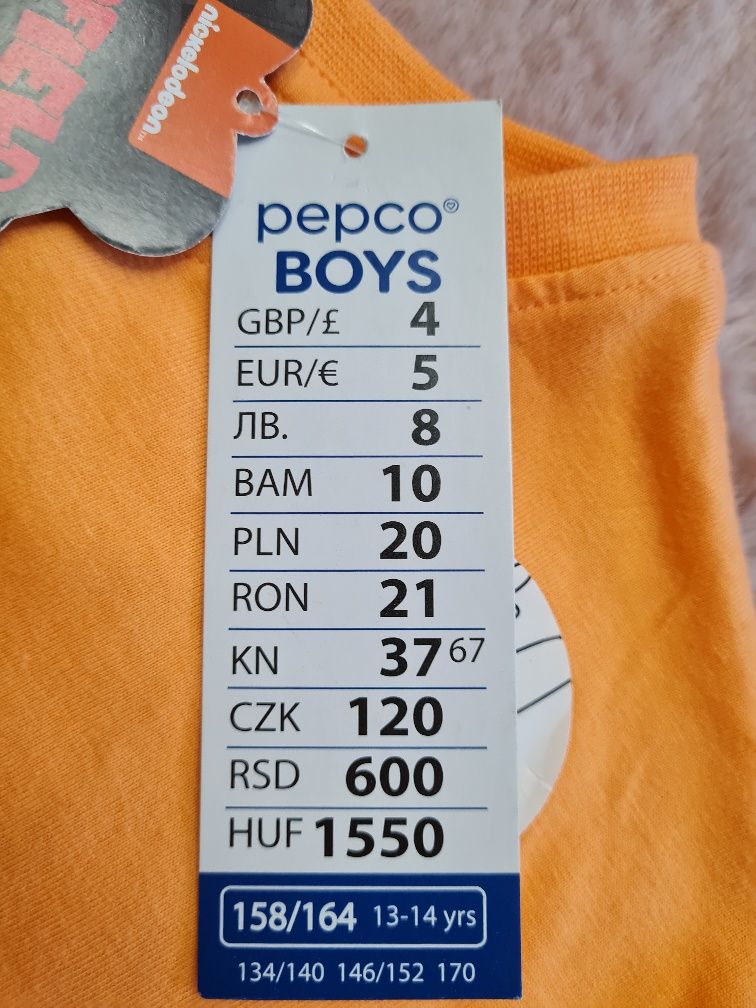 nickelodeon
FIELD
pepco
BOYS
GBP/£ 4
EUR/€ 5
ЛВ. 8
BAM 10
PLN 20
RON 21
KN 37 67
CZK 120
RSD 600
HUF 1550
158/164 13-14 yrs
134/140 146/152 170